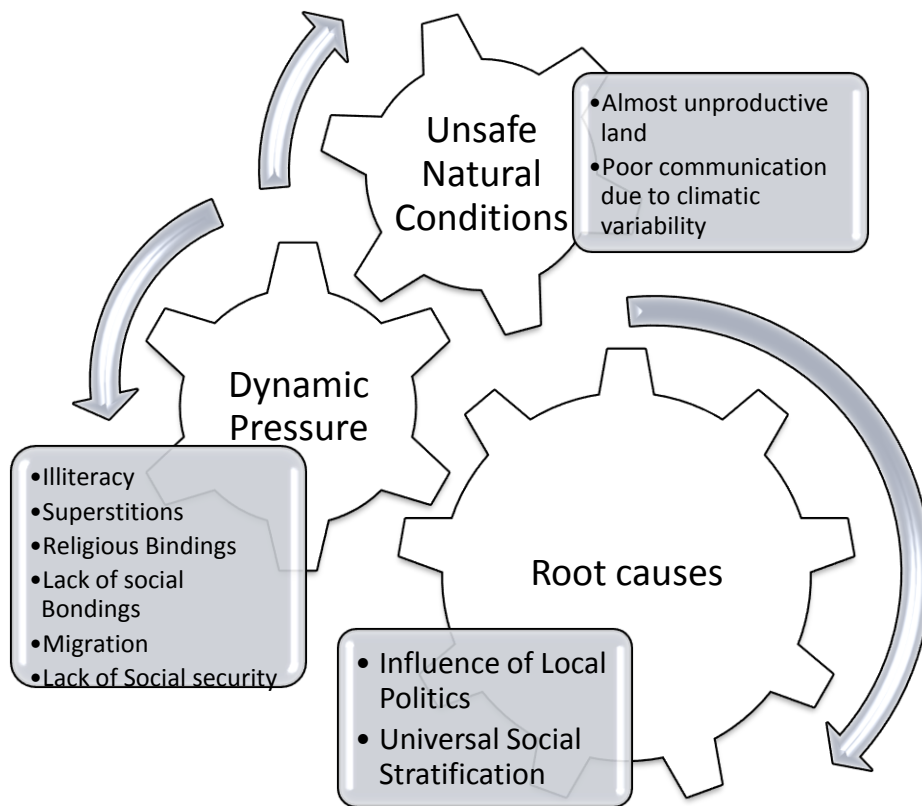 Unsafe
Natural
Conditions
•Almost unproductive
land
•Poor communication
due to climatic
variability
Dynamic
Pressure
•Illiteracy
•Superstitions
•Religious Bindings
•Lack of social
Bondings
•Migration
•Lack of Social security
Root causes
• Influence of Local
Politics
• Universal Social
Stratification